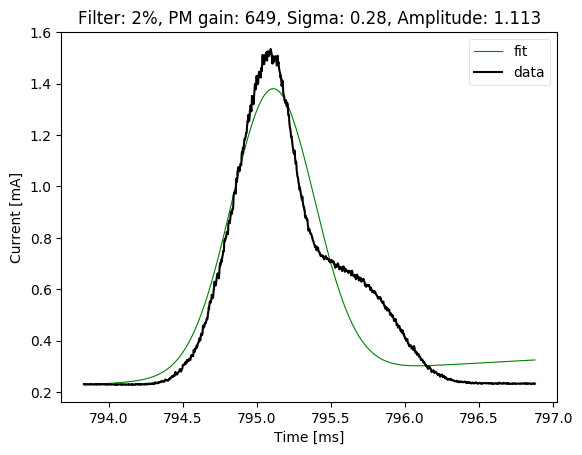 Filter: 2%, PM gain: 649, Sigma: 0.28, Amplitude: 1.113
1.6
fit
data
1.4
1.2
1.0
0.8
0.6
0.4
0.2
Current [mA]
794.0 794.5 795.0 795.5 796.0 796.5 797.0
Time [ms]